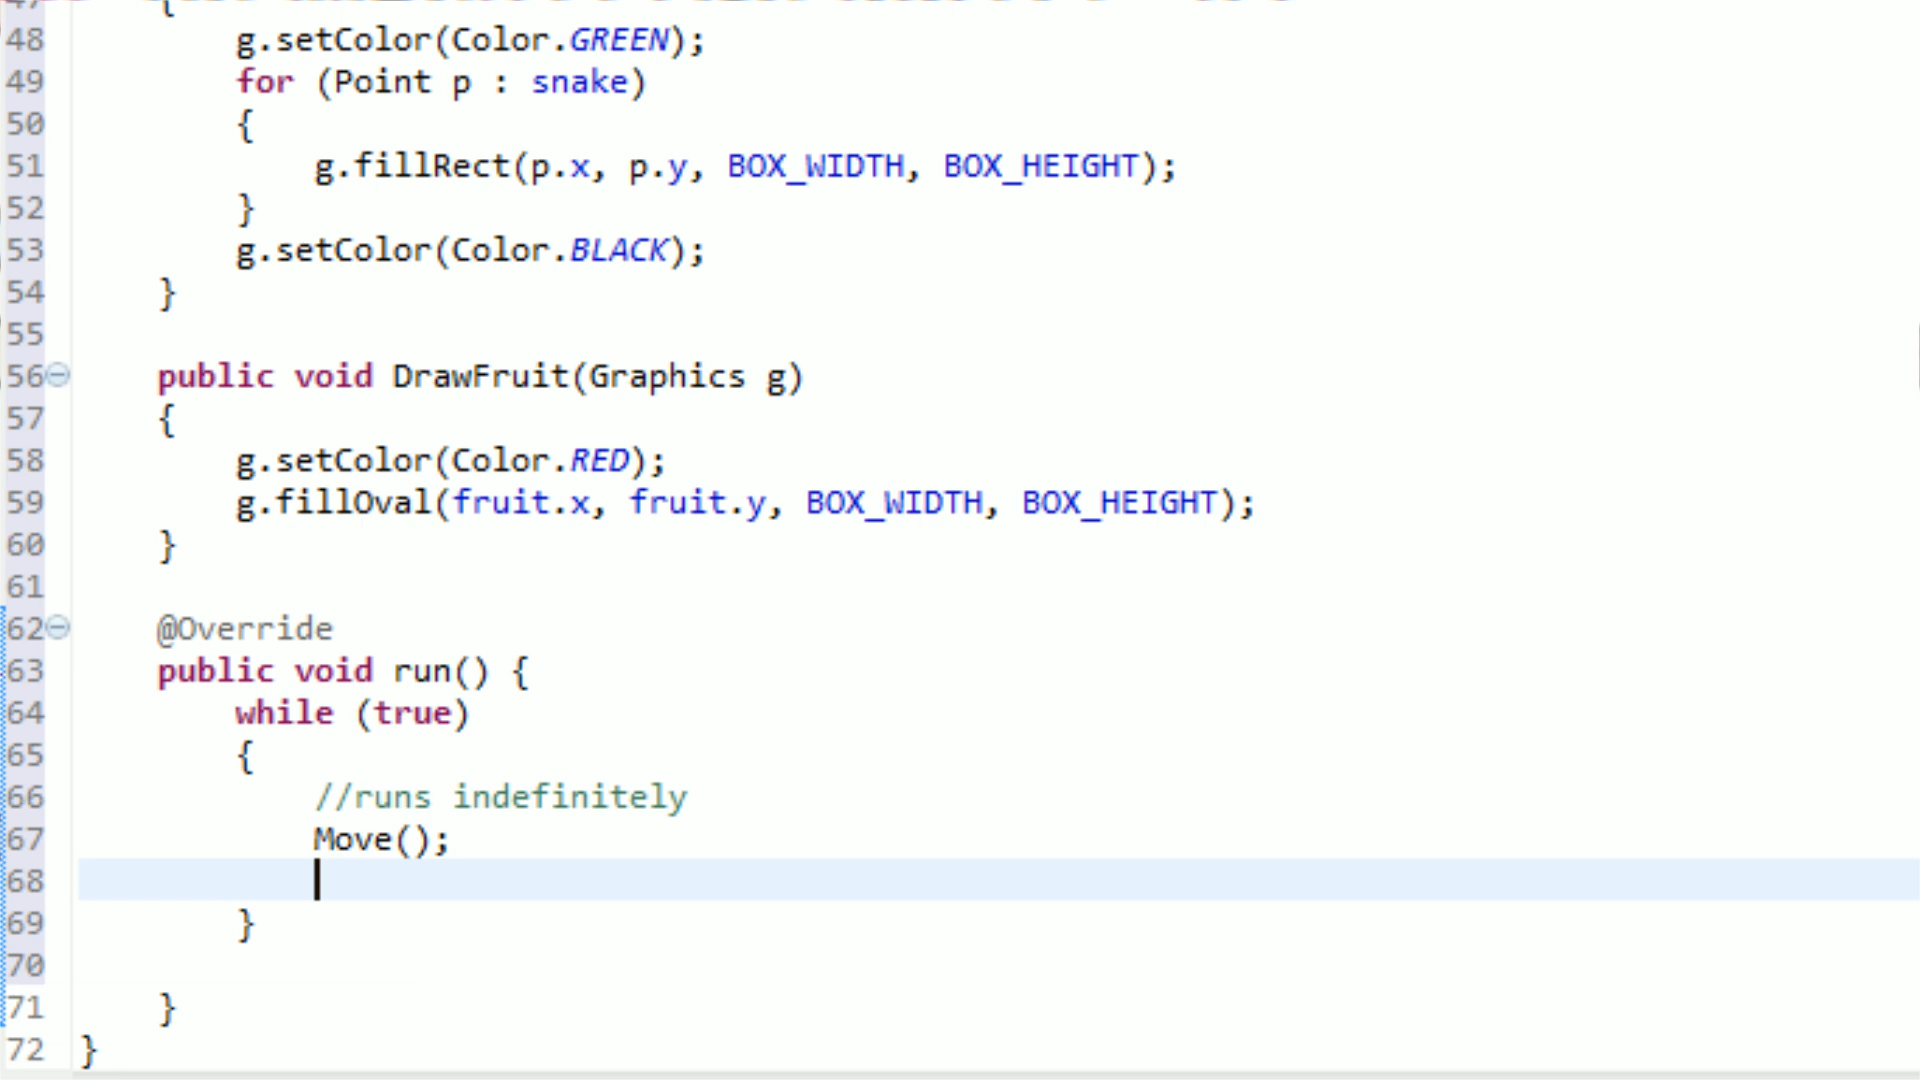 48 g.setColor(Color.GREEN);
49 for (Point p : snake)
50 {
51 g.fillRect(p.x, p.y, BOX_WIDTH, BOX_HEIGHT);
52 }
53 g.setColor(Color.BLACK);
54 }
55
56 public void DrawFruit(Graphics g)
57 {
58 g.setColor(Color.RED);
59 g.fillOval(fruit.x, fruit.y, BOX_WIDTH, BOX_HEIGHT);
60 }
61
62 @Override
63 public void run() {
64 while (true)
65 {
66 //runs indefinitely
67 Move();
68
69 }
70
71 }
72 }